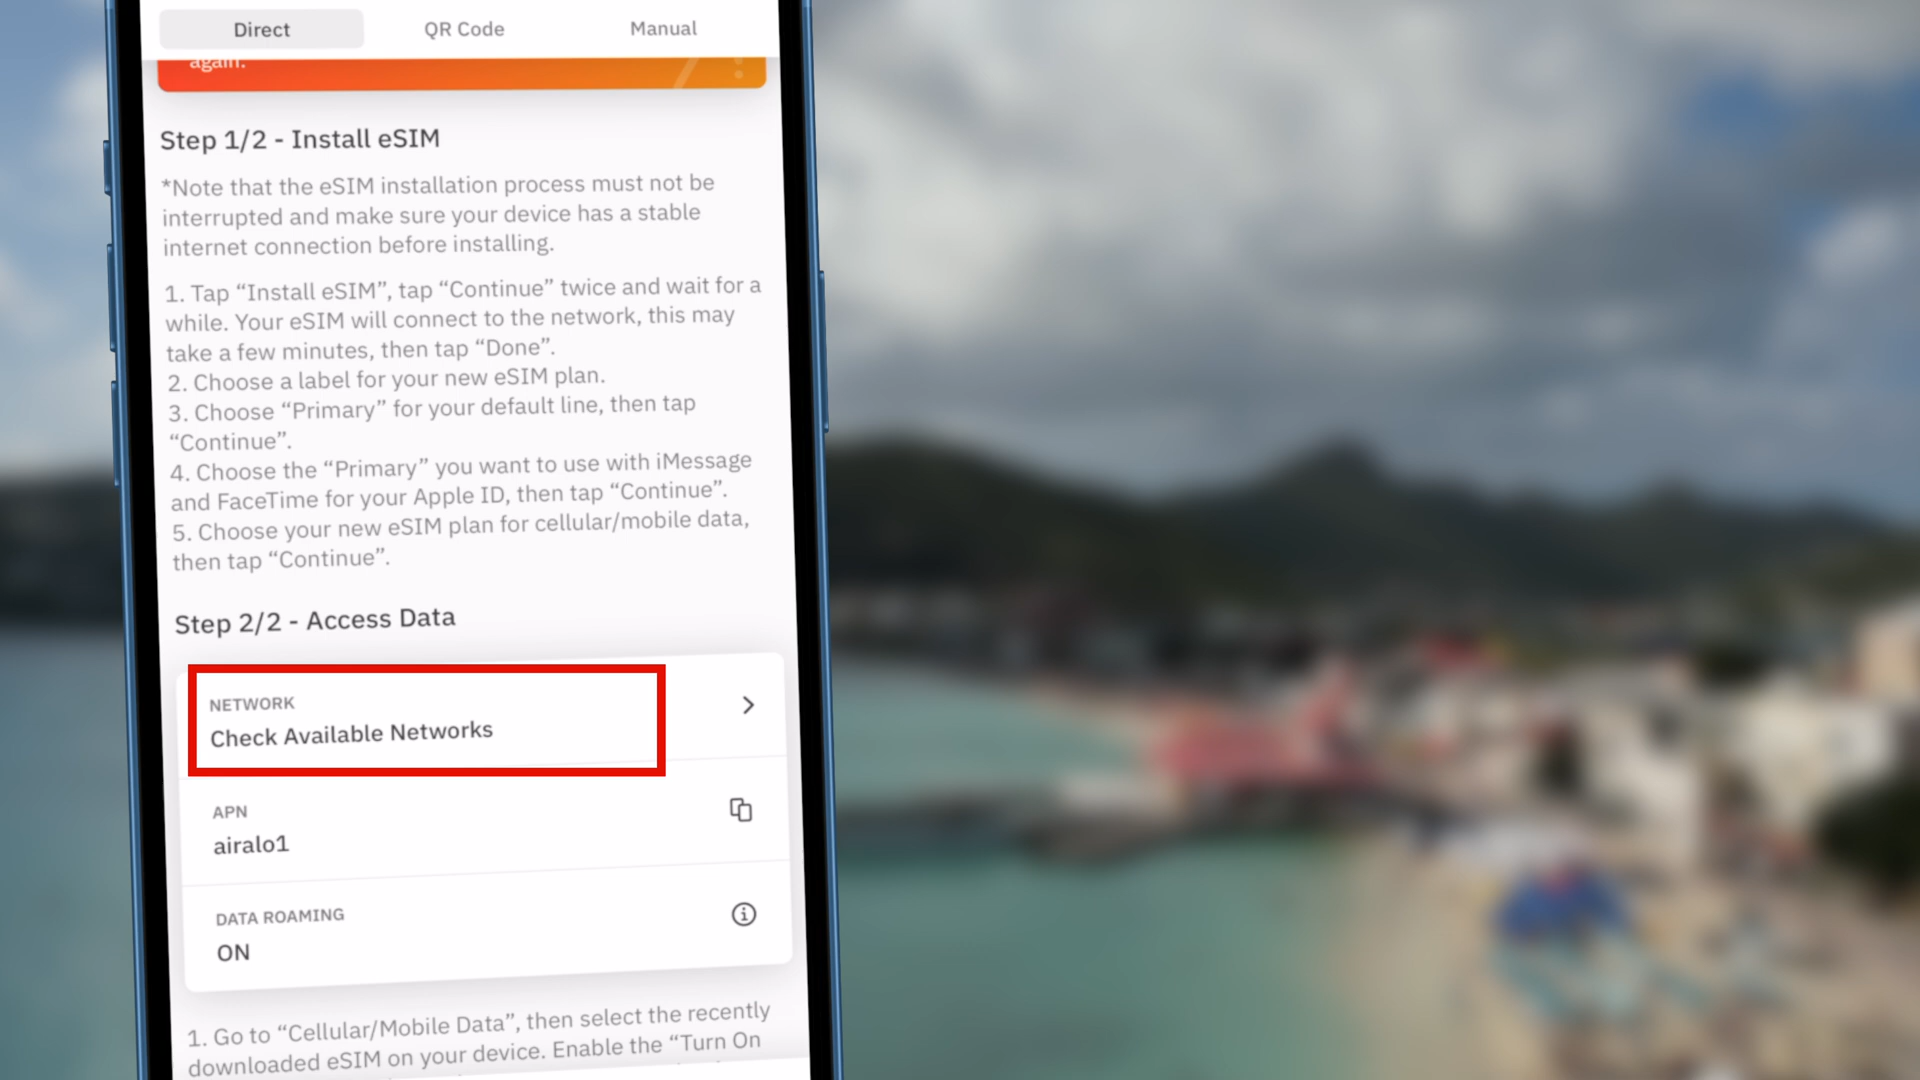 Direct
QR Code
Manual
again.
Step 1/2 - Install eSIM
*Note that the eSIM installation process must not be
interrupted and make sure your device has a stable
internet connection before installing.
1. Tap “Install eSIM”, tap “Continue” twice and wait for a
while. Your eSIM will connect to the network, this may
take a few minutes, then tap “Done”.
2. Choose a label for your new eSIM plan.
3. Choose “Primary” for your default line, then tap
“Continue”.
4. Choose the “Primary” you want to use with iMessage
and FaceTime for your Apple ID, then tap “Continue”.
5. Choose your new eSIM plan for cellular/mobile data,
then tap “Continue”.
Step 2/2 - Access Data
NETWORK
Check Available Networks
APN
airalo1
DATA ROAMING
ON
1. Go to “Cellular/Mobile Data”, then select the recently
downloaded eSIM on your device. Enable the “Turn On